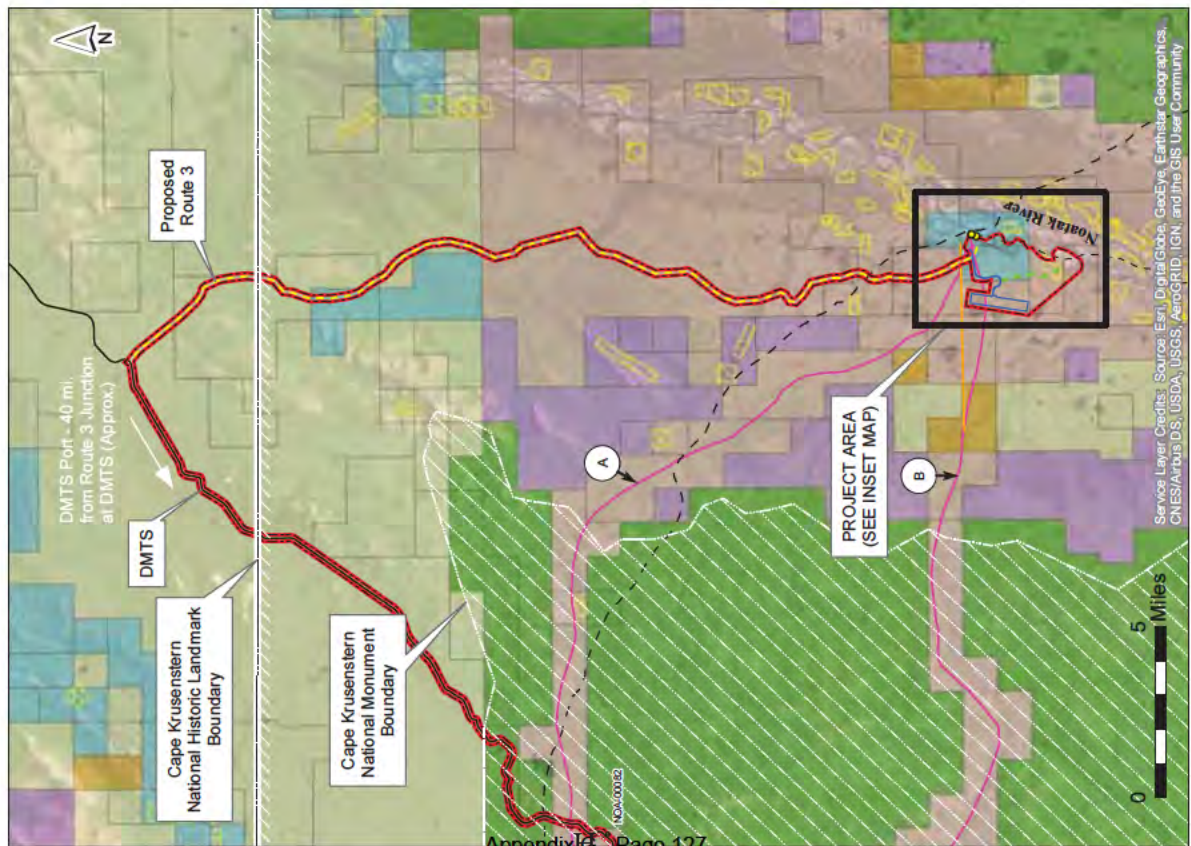 N
Proposed
Route 3
DMTS Port - 40 mi.
from Route 3 Junction
at DMTS (Approx.)
DMTS
Cape Krusenstern
National Historic Landmark
Boundary
Cape Krusenstern
National Monument
Boundary
A
B
PROJECT AREA
(SEE INSET MAP)
Noatak River
NOA/00082
0
5
Miles
Service Layer Credits: Source: Esri, DigitalGlobe, GeoEye, Earthstar Geographics,
CNES/Airbus DS, USDA, USGS, AeroGRID, IGN, and the GIS User Community
Appendix H Page 127